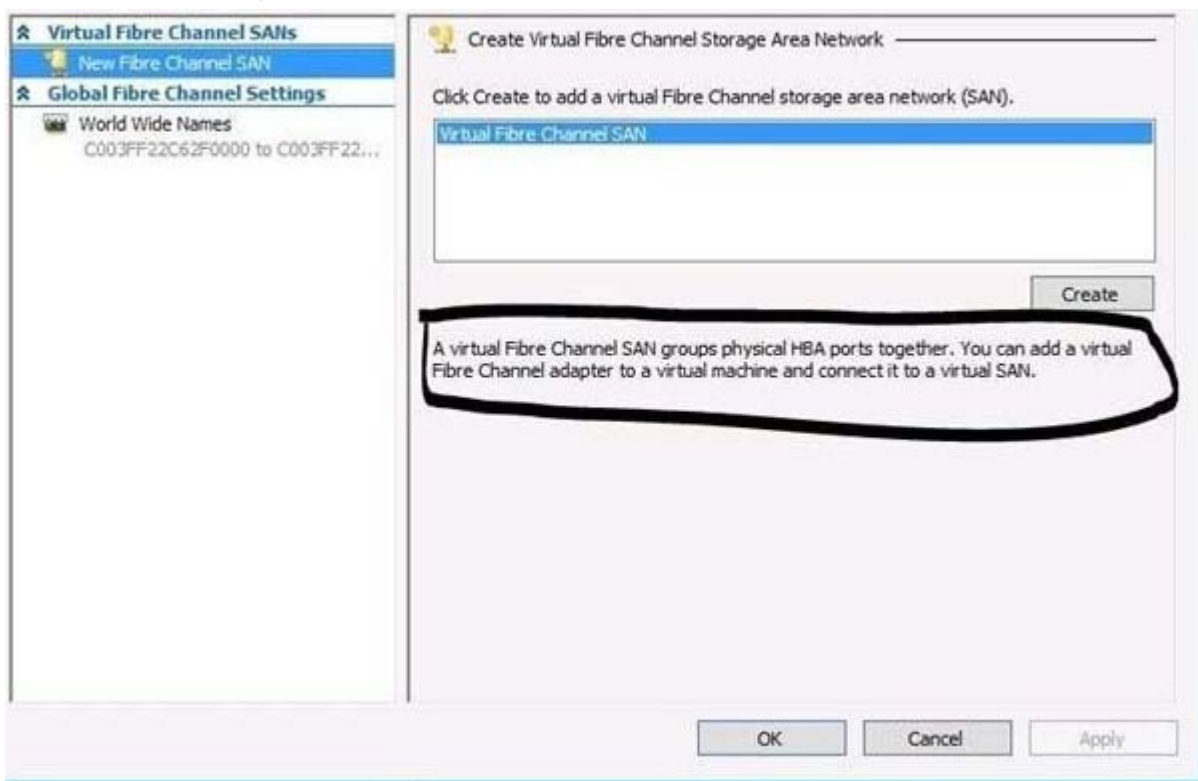 Virtual Fibre Channel SANs
New Fibre Channel SAN
Global Fibre Channel Settings
World Wide Names
C003FF22C62F0000 to C003FF22...
Create Virtual Fibre Channel Storage Area Network
Click Create to add a virtual Fibre Channel storage area network (SAN).
Virtual Fibre Channel SAN
Create
A virtual Fibre Channel SAN groups physical HBA ports together. You can add a virtual
Fibre Channel adapter to a virtual machine and connect it to a virtual SAN.
OK
Cancel
Apply